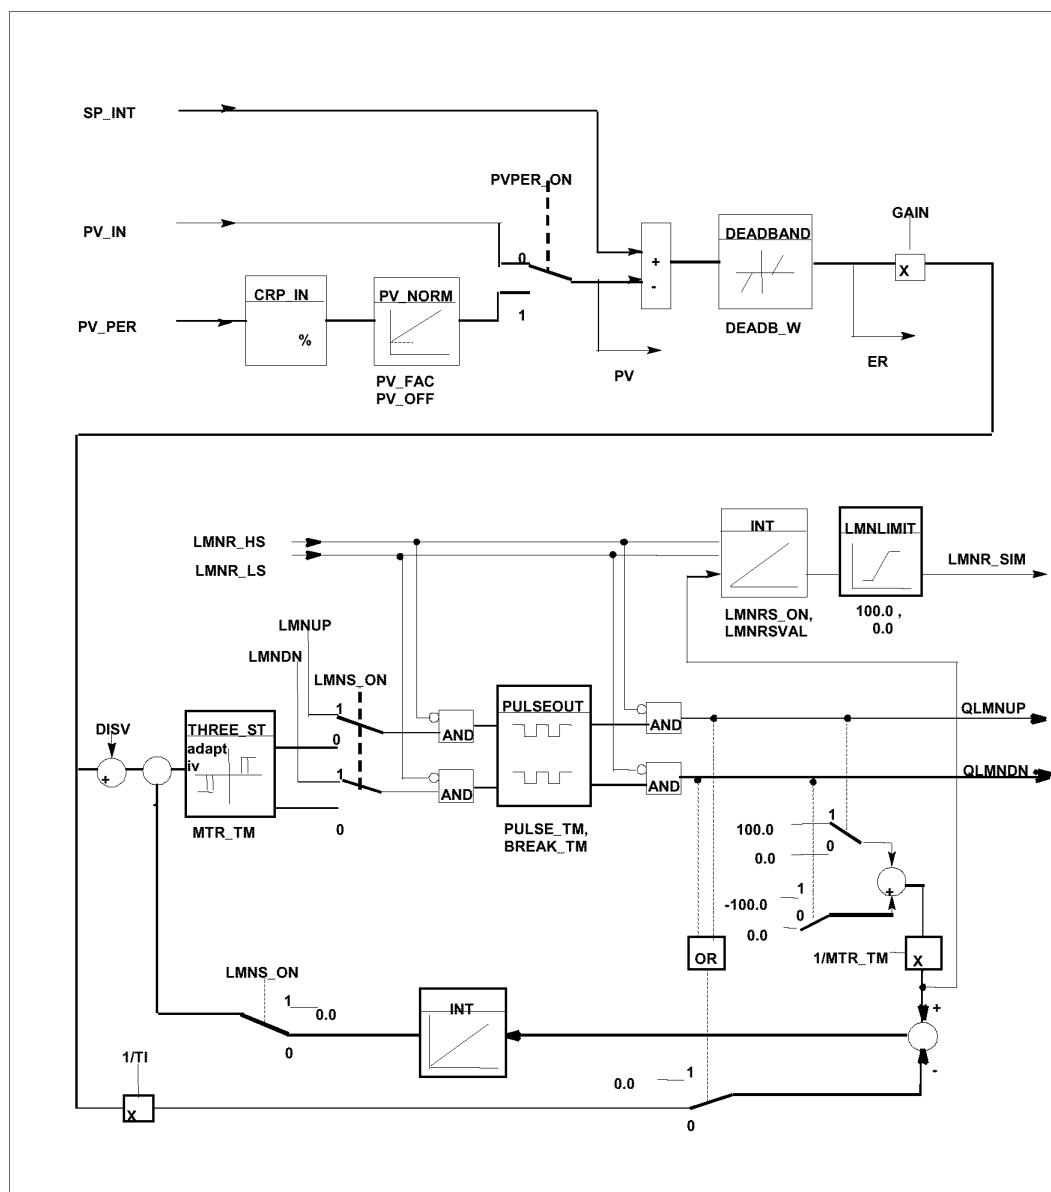 SP_INT
PVPER_ON
GAIN
PV_IN
DEADBAND
+
-
X
0
1
CRP_IN
%
PV_NORM
PV_PER
DEADB_W
ER
PV
PV_FAC
PV_OFF
LMNR_HS
LMNR_LS
INT
LMNLIMIT
LMNR_SIM
LMNRS_ON,
LMNRSVAL
100.0 ,
0.0
LMNUP
LMNDN
LMNS_ON
PULSEOUT
QLMNUP
1
0
AND
AND
DISV
THREE_ST
adapt
iv
+
1
0
AND
AND
QLMNDN
MTR_TM
PULSE_TM,
BREAK_TM
100.0
1
0
0.0
-100.0
1
0
0.0
+
OR
1/MTR_TM
X
LMNS_ON
1
0.0
0
INT
+
-
1/TI
X
0.0
1
0